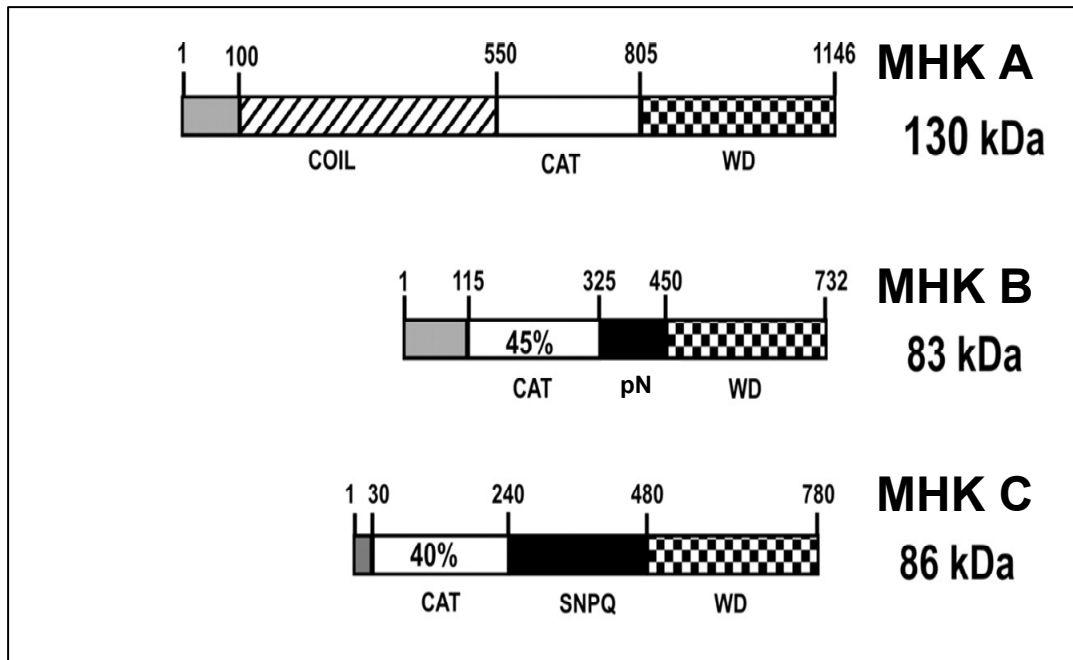 1 100 550 805 1146 MHK A
130 kDa
COIL CAT WD
1 115 325 450 732 MHK B
45% 83 kDa
CAT pN WD
1 30 240 480 780 MHK C
40% 86 kDa
CAT SNPQ WD